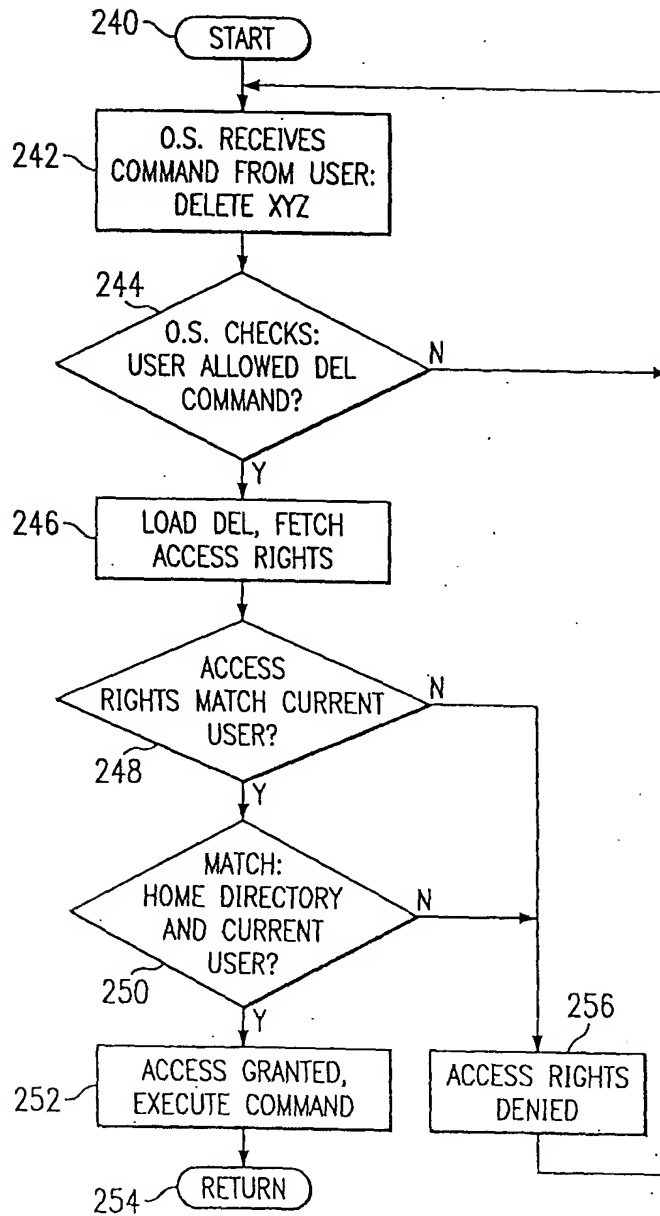 240
START
242
O.S. RECEIVES
COMMAND FROM USER:
DELETE XYZ
244
O.S. CHECKS:
USER ALLOWED DEL
COMMAND?
N
Y
246
LOAD DEL, FETCH
ACCESS RIGHTS
ACCESS
RIGHTS MATCH CURRENT
USER?
N
248
Y
MATCH:
HOME DIRECTORY
AND CURRENT
USER?
N
250
Y
256
252
ACCESS GRANTED,
EXECUTE COMMAND
ACCESS RIGHTS
DENIED
254
RETURN